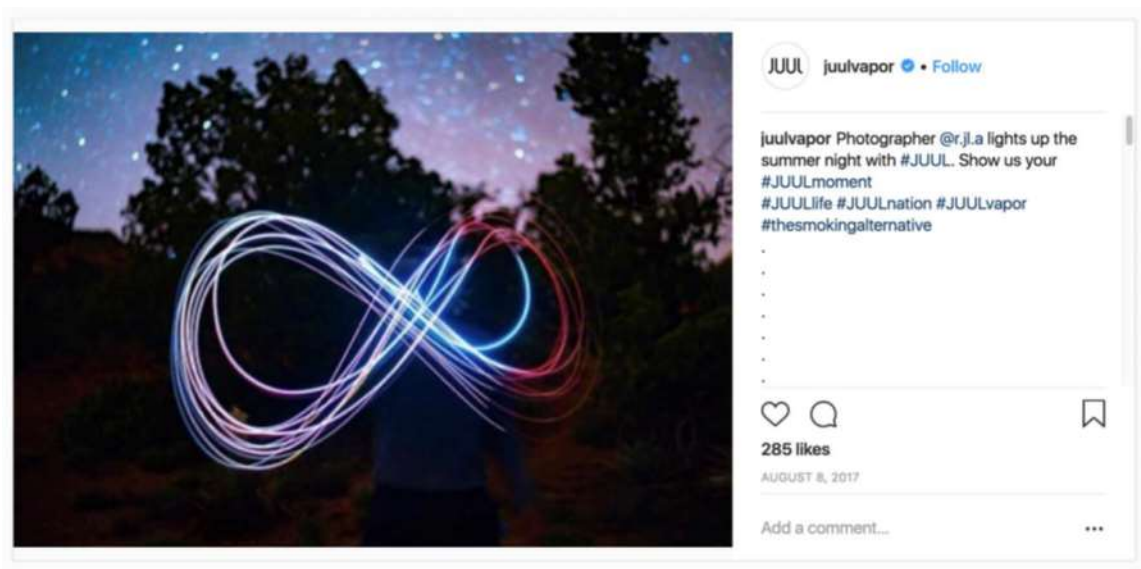 JUUL juulvapor • Follow
juulvapor Photographer @r.jl.a lights up the
summer night with #JUUL. Show us your
#JUULmoment
#JUULlife #JUULnation #JUULvapor
#thesmokingalternative
.
.
.
.
.
.
.
285 likes
AUGUST 8, 2017
Add a comment...